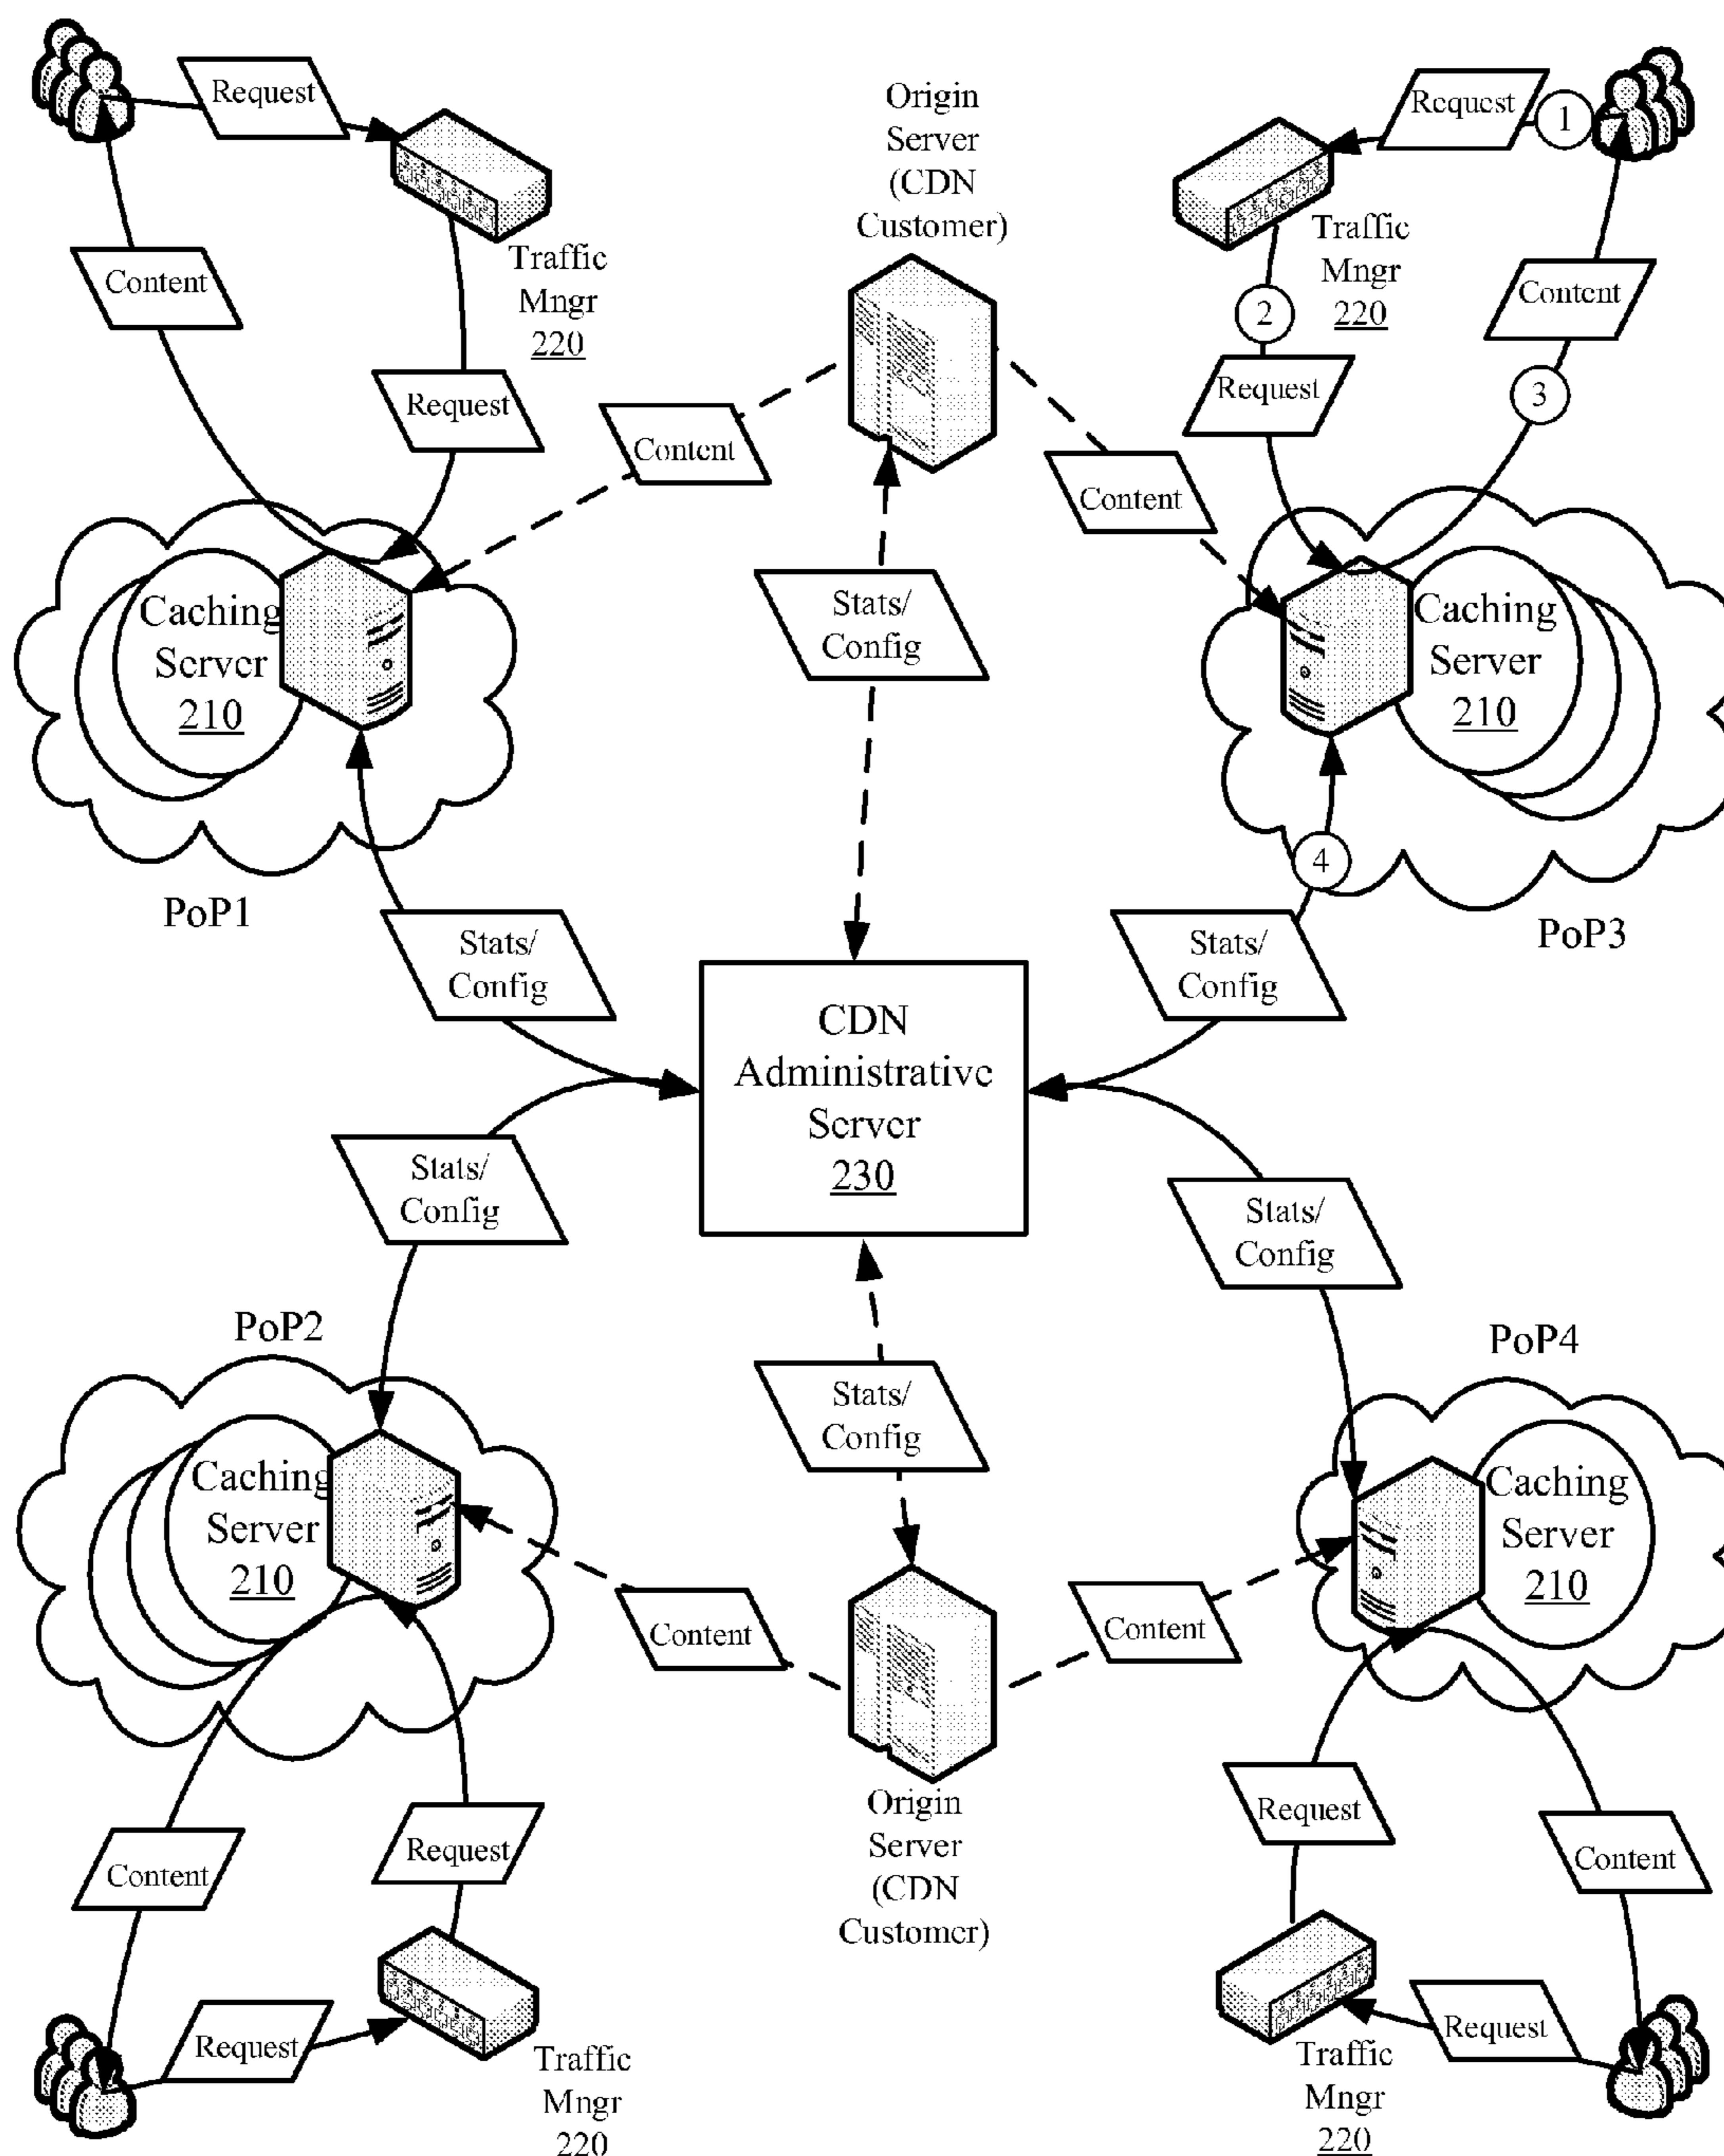 Request
Origin
Server
(CDN
Customer)
Request
1
Traffic
Mngr
220
Content
Traffic
Mngr
220
Content
2
Request
Request
3
Content
Content
Caching
Server
210
Stats/
Config
Caching
Server
210
4
PoP1
PoP3
Stats/
Config
Stats/
Config
CDN
Administrative
Server
230
Stats/
Config
Stats/
Config
PoP2
PoP4
Stats/
Config
Caching
Server
210
Caching
Server
210
Content
Content
Request
Request
Content
Content
Origin
Server
(CDN
Customer)
Request
Request
Traffic
Mngr
220
Traffic
Mngr
220